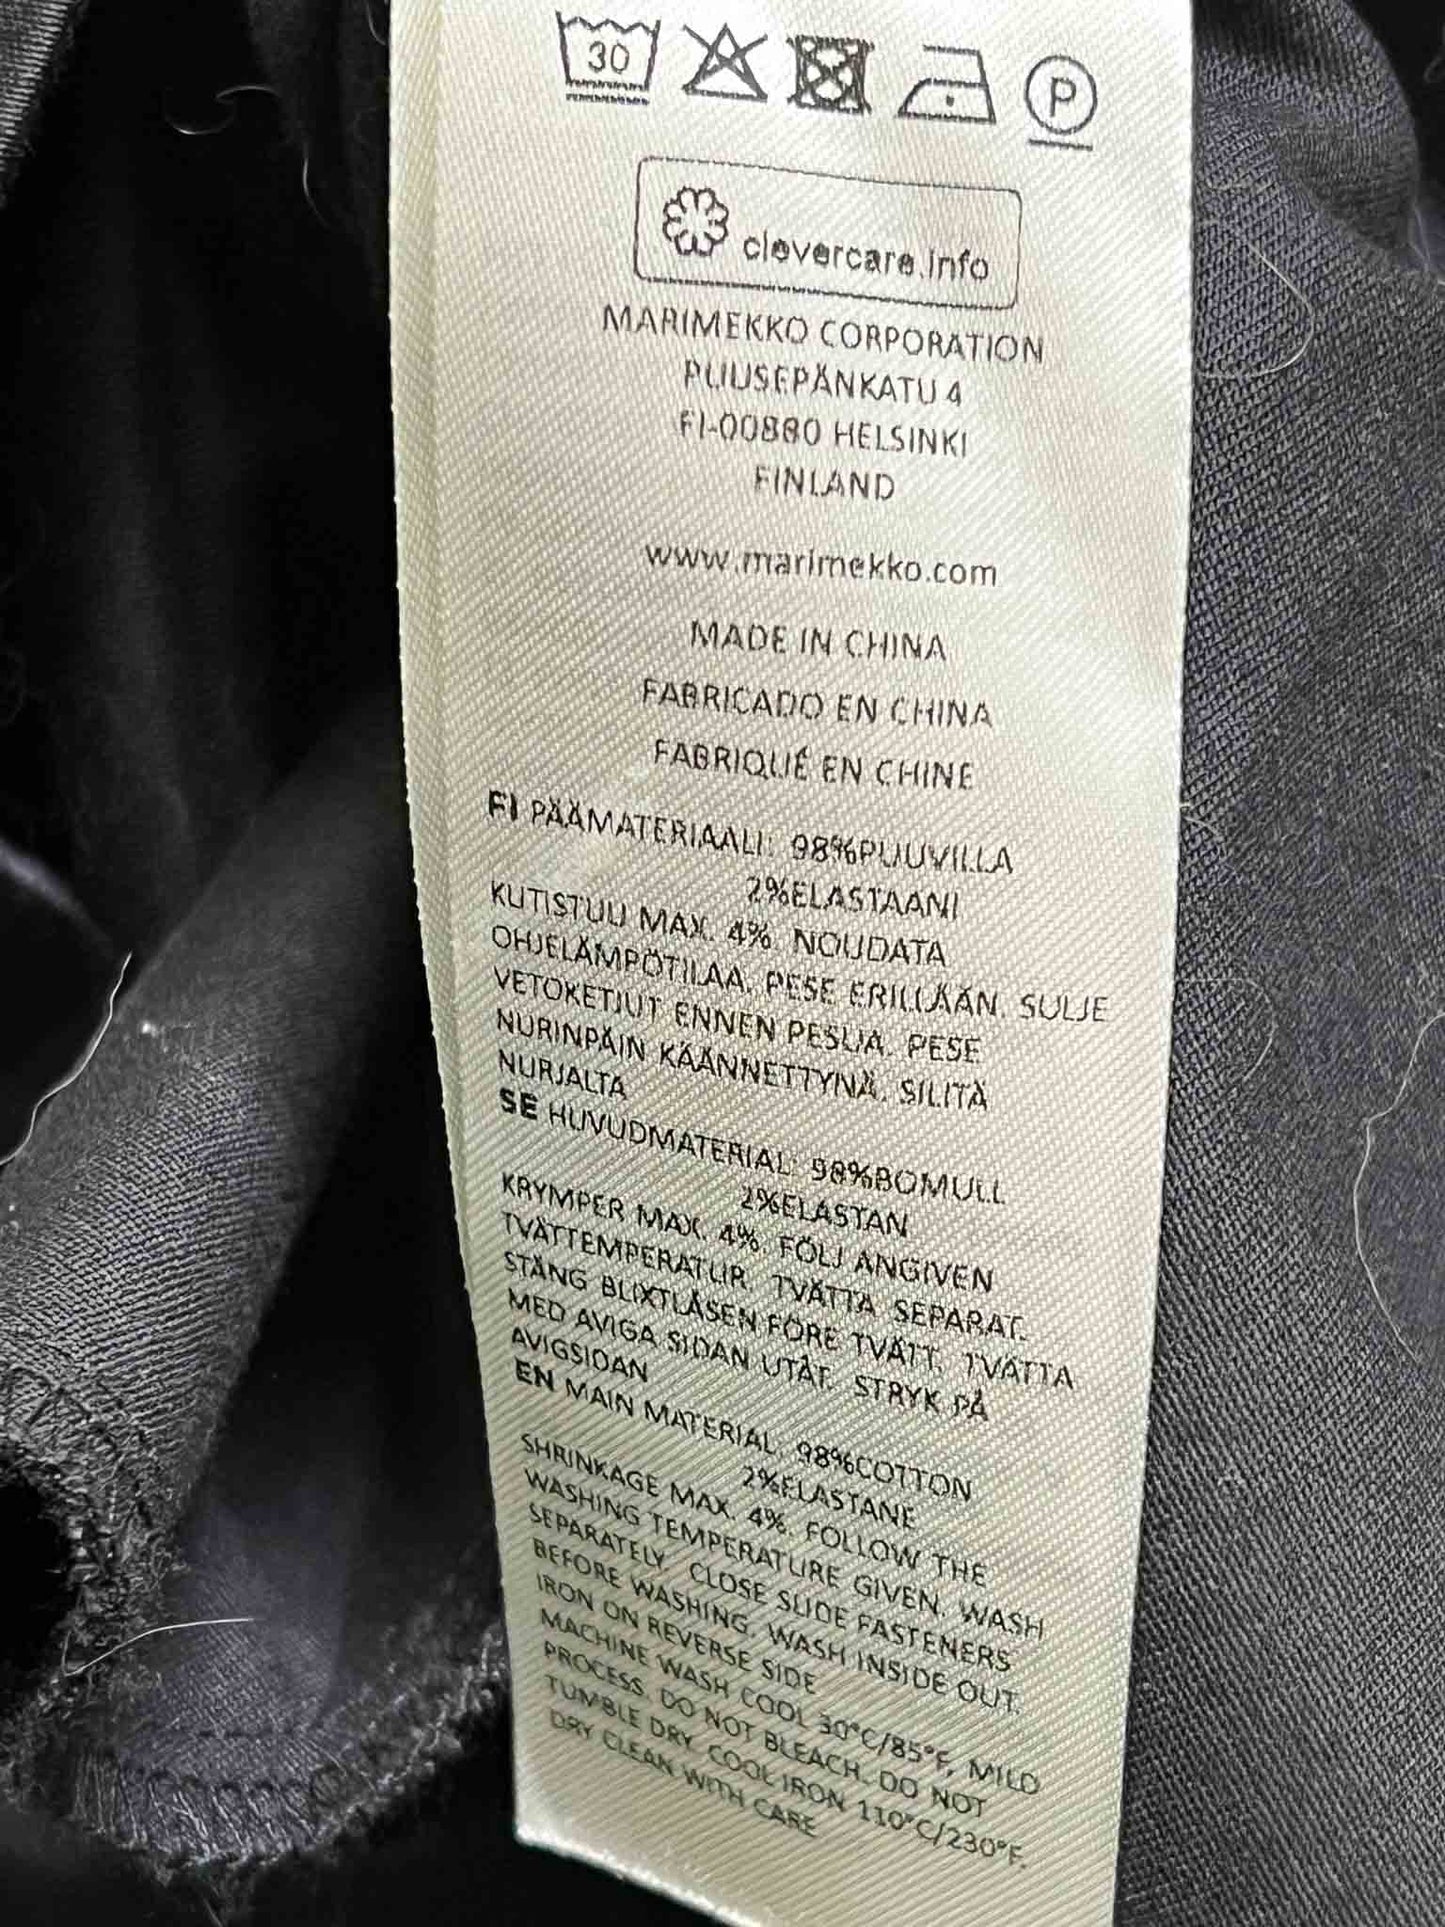 30
P
clevercare.info
MARIMEKKO CORPORATION
PUUSEPÄNKATU 4
FI-00880 HELSINKI
FINLAND
www.marimekko.com
MADE IN CHINA
FABRICADO EN CHINA
FABRIQUÉ EN CHINE
FI PÄÄMATERIAALI: 98%PUUVILLA
2%ELASTAANI
KUTISTUU MAX. 4%. NOUDATA
OHJELÄMPÖTILAA. PESE ERILLÄÄN. SULJE
VETOKETJUT ENNEN PESUA. PESE
NURINPÄIN KÄÄNNETTYNÄ. SILITÄ
NURJALTA
SE HUVUDMATERIAL: 98%BOMULL
2%ELASTAN
KRYMPER MAX. 4%. FÖLJ ANGIVEN
TVÄTTEMPERATUR. TVÄTTA SEPARAT.
STÄNG BLIXTLÅSEN FÖRE TVÄTT. TVÄTTA
MED AVIGA SIDAN UTÅT. STRYK PÅ
AVIGSIDAN
EN MAIN MATERIAL: 98%COTTON
2%ELASTANE
SHRINKAGE MAX. 4%. FOLLOW THE
WASHING TEMPERATURE GIVEN. WASH
SEPARATELY. CLOSE SLIDE FASTENERS
BEFORE WASHING. WASH INSIDE OUT.
IRON ON REVERSE SIDE
MACHINE WASH COOL 30°C/85°F, MILD
PROCESS. DO NOT BLEACH. DO NOT
TUMBLE DRY. COOL IRON 110°C/230°F.
DRY CLEAN WITH CARE